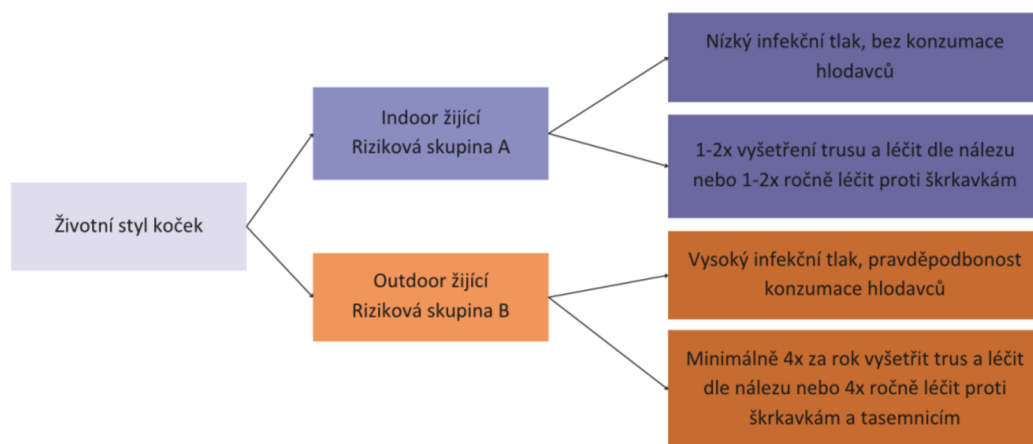 Životní styl koček
Indoor žijící
Riziková skupina A
Nízký infekční tlak, bez konzumace
hlodavců
1-2x vyšetření trusu a léčit dle nálezu
nebo 1-2x ročně léčit proti škrkavkám
Outdoor žijící
Riziková skupina B
Vysoký infekční tlak, pravděpodbonost
konzumace hlodavců
Minimálně 4x za rok vyšetřit trus a léčit
dle nálezu nebo 4x ročně léčit proti
škrkavkám a tasemnicím